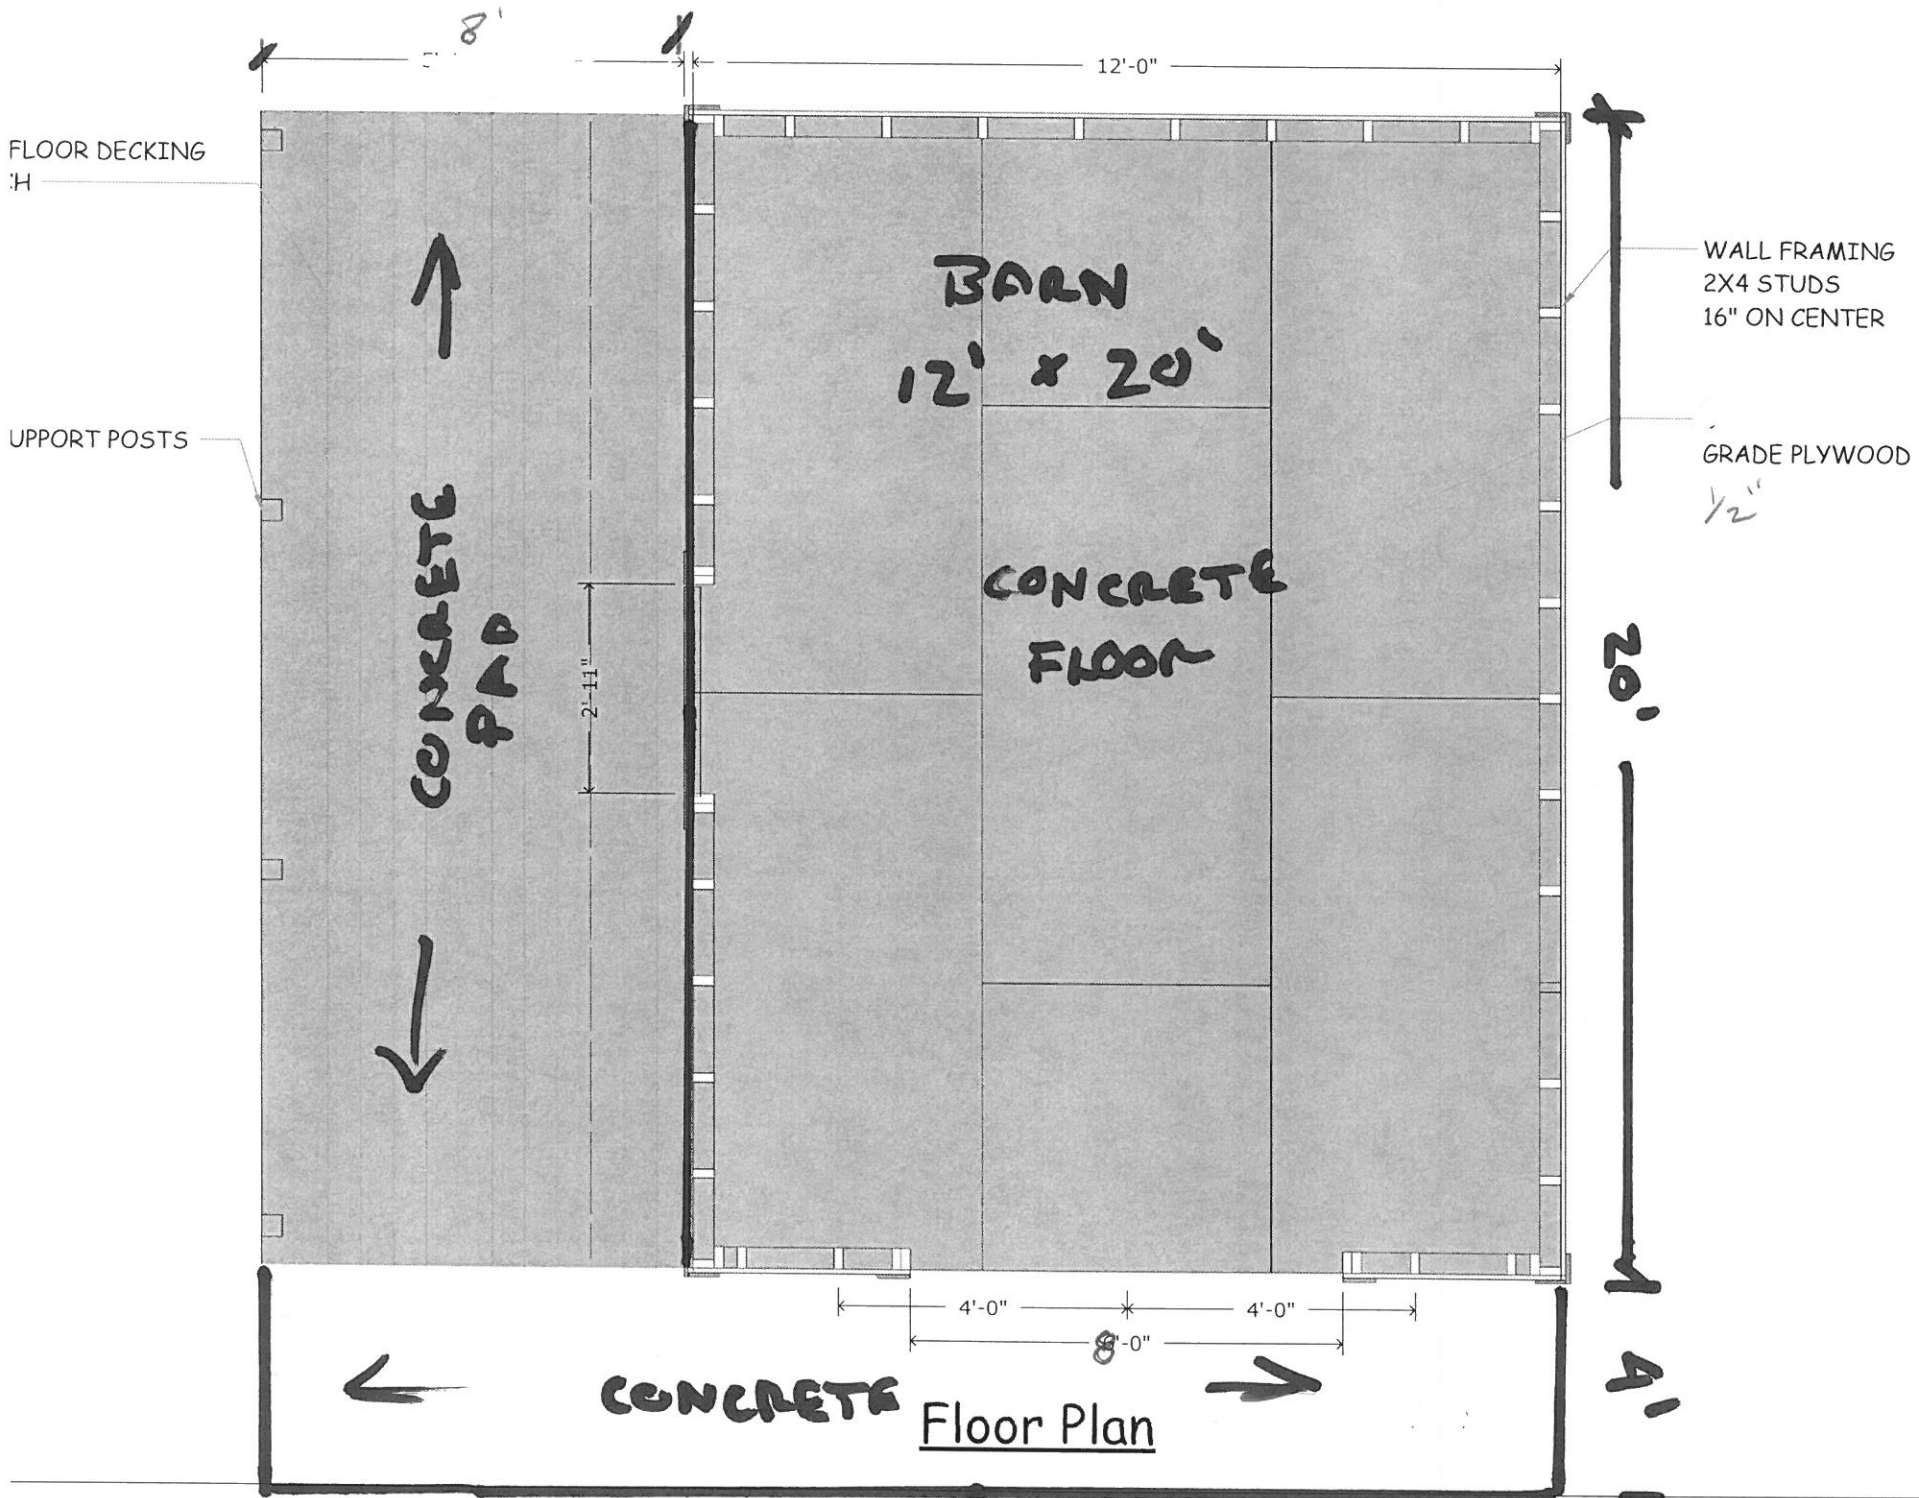 8'
12'-0"
FLOOR DECKING
WALL FRAMING
2X4 STUDS
16" ON CENTER
BARN
12' x 20'
UPPORT POSTS
GRADE PLYWOOD
1/2"
CONCRETE
PAD
2'-11"
CONCRETE
FLOOR
20'
4'-0"
4'-0"
8'-0"
4'
CONCRETE
Floor Plan